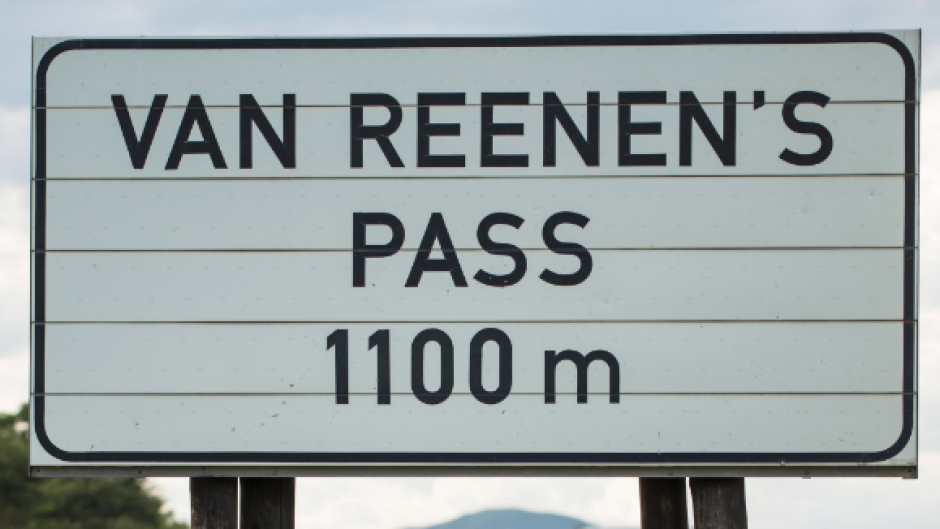 VAN REENEN'S
PASS
1100 m